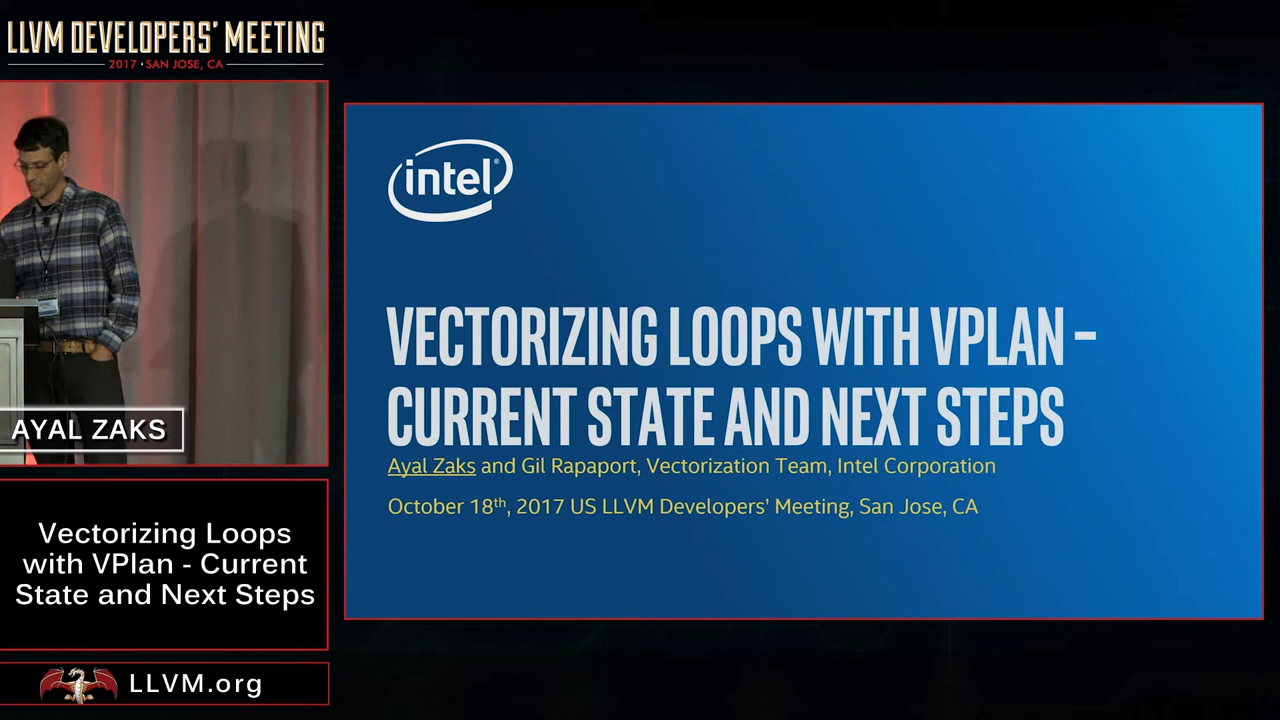 LLVM DEVELOPERS' MEETING
2017 • SAN JOSE, CA
AYAL ZAKS
Vectorizing Loops
with VPlan - Current
State and Next Steps
LLVM.org
intel®
VECTORIZING LOOPS WITH VPLAN –
CURRENT STATE AND NEXT STEPS
Ayal Zaks and Gil Rapaport, Vectorization Team, Intel Corporation
October 18th, 2017 US LLVM Developers' Meeting, San Jose, CA